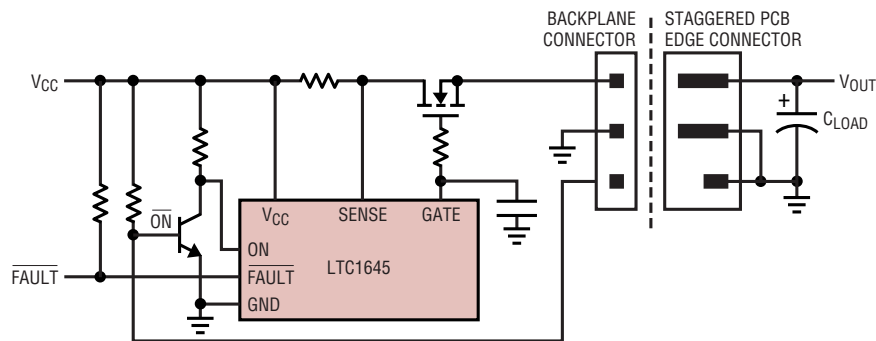 BACKPLANE
CONNECTOR
STAGGERED PCB
EDGE CONNECTOR
VCC
VOUT
+
CLOAD
ON
VCC SENSE GATE
ON
FAULT
FAULT
LTC1645
GND